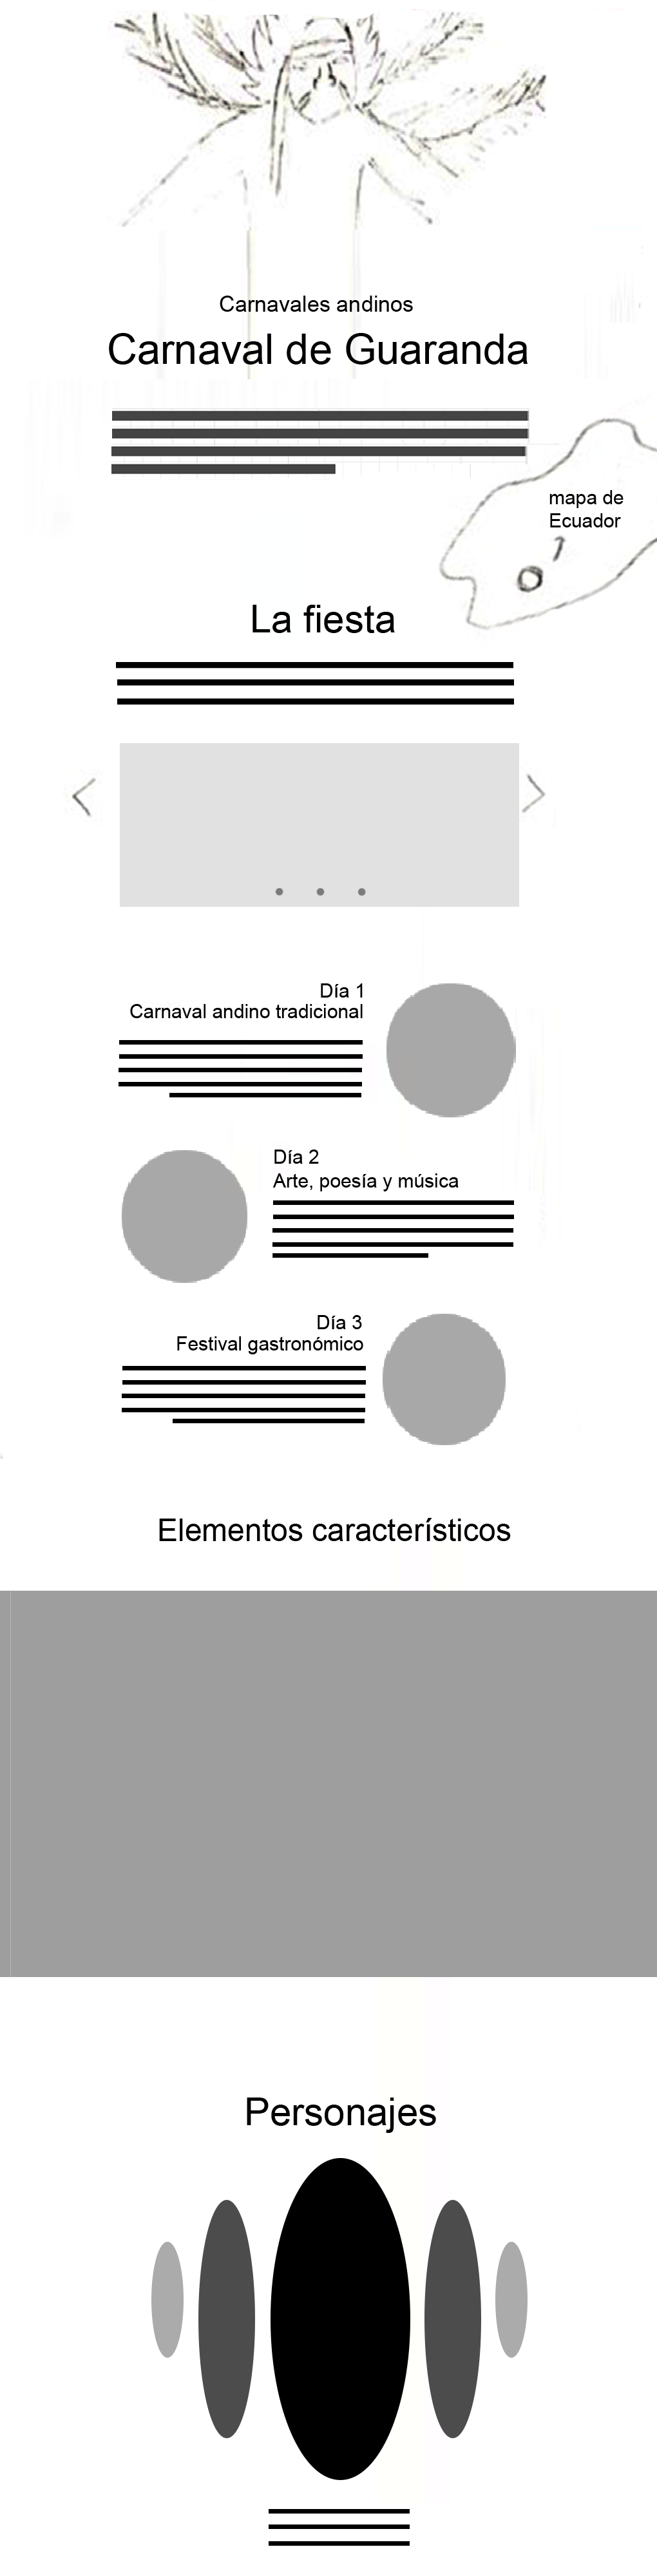 Carnavales andinos
Carnaval de Guaranda
mapa de
Ecuador
La fiesta
Día 1
Carnaval andino tradicional
Día 2
Arte, poesía y música
Día 3
Festival gastronómico
Elementos característicos
Personajes